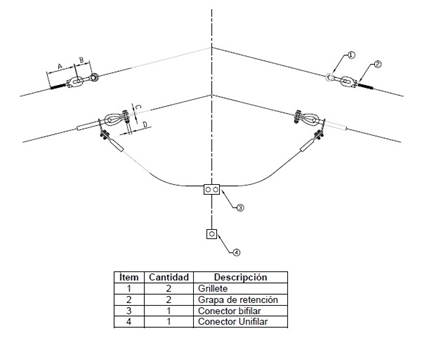 A
B
1
2
C
D
3
4
Ítem Cantidad Descripción
1 2 Grillete
2 2 Grapa de retención
3 1 Conector bifilar
4 1 Conector Unifilar